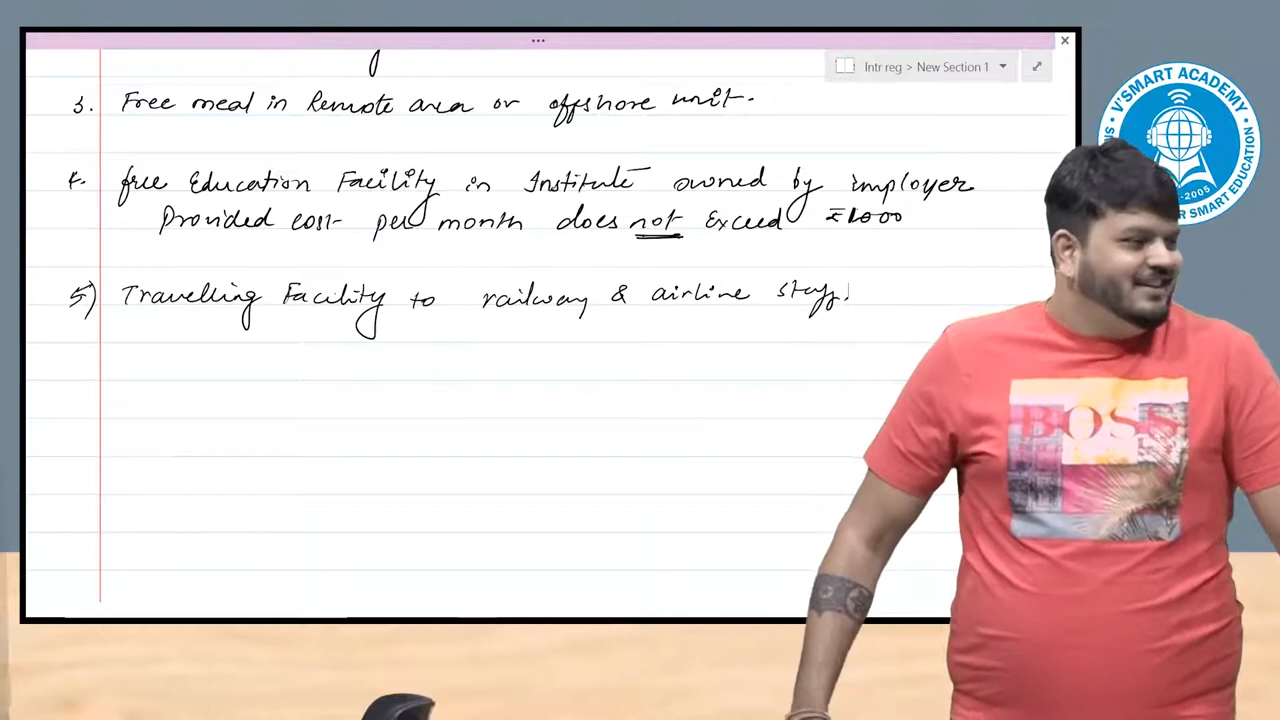 Intr reg > New Section 1
3. Free meal in Remote area or offshore unit.
4. free Education Facility in Institute owned by employer
Provided cost per month does not Exceed ₹1000
5) Travelling Facility to railway & airline staff.
V'SMART ACADEMY
-2005
R SMART EDUCATION
BOSS